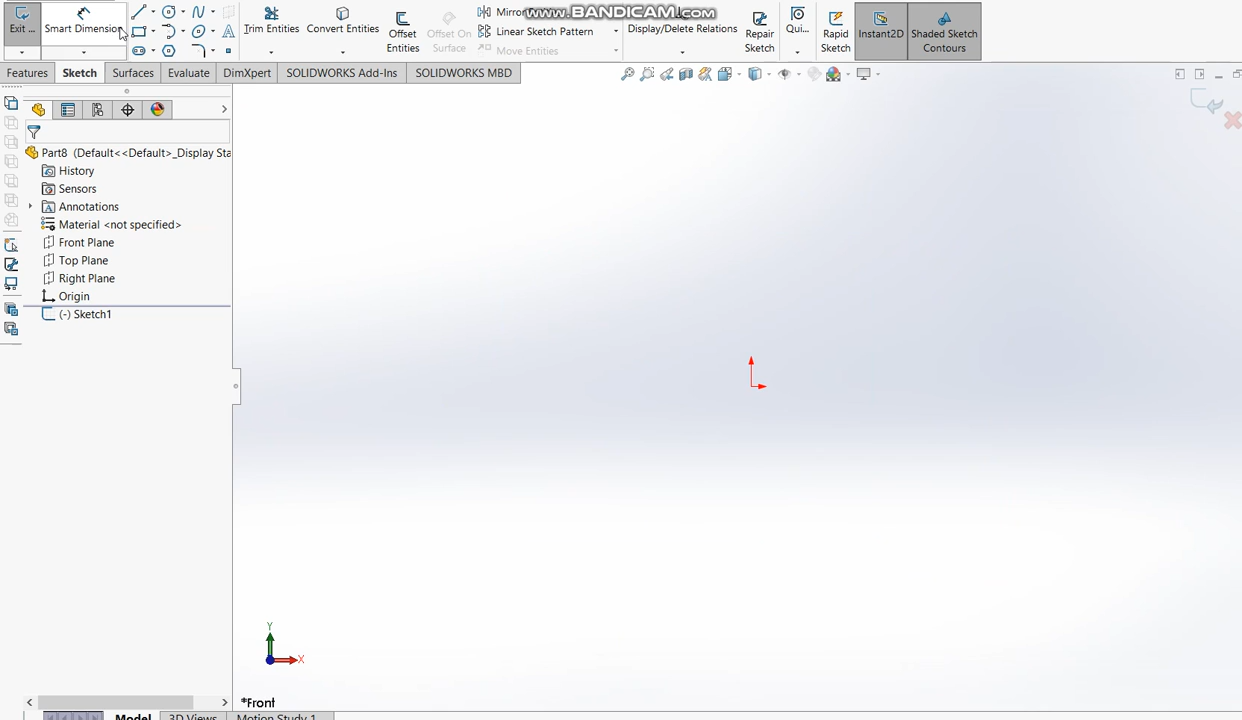 Exit ...
Smart Dimension
Trim Entities
Convert Entities
Offset
Entities
Offset On
Surface
Mirror
Linear Sketch Pattern
Move Entities
www.BANDICAM.com
Display/Delete Relations
Repair
Sketch
Qui...
Rapid
Sketch
Instant2D
Shaded Sketch
Contours
Features
Sketch
Surfaces
Evaluate
DimXpert
SOLIDWORKS Add-Ins
SOLIDWORKS MBD
Part8 (Default<<Default>_Display Sta
History
Sensors
Annotations
Material <not specified>
Front Plane
Top Plane
Right Plane
Origin
(-) Sketch1
Y
X
*Front
Model
3D Views
Motion Study 1